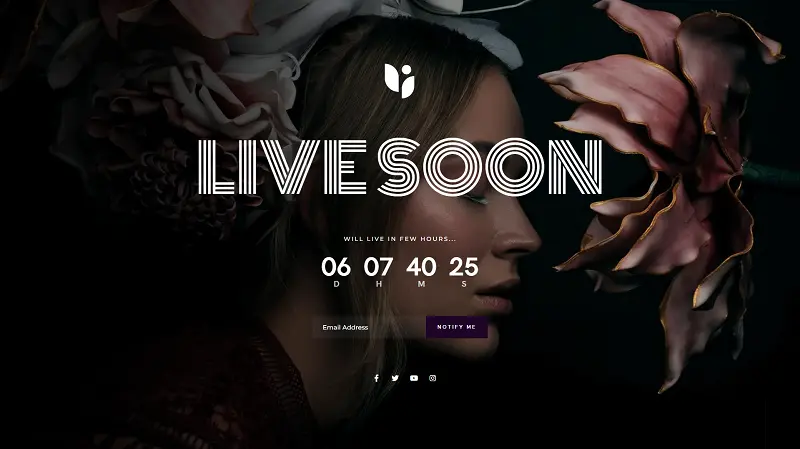 LIVE SOON
WILL LIVE IN FEW HOURS...
06 07 40 25
D H M S
Email Address NOTIFY ME